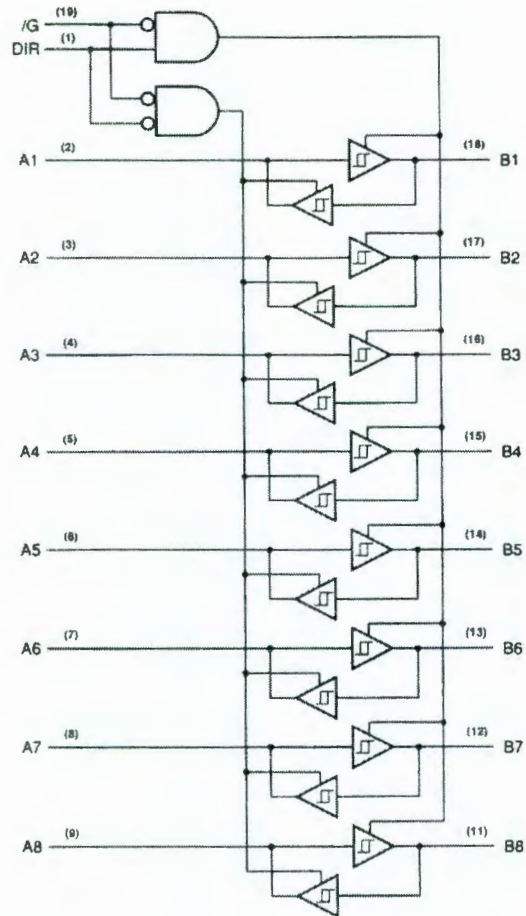 /G (19)
DIR (1)
A1 (2) (18) B1
A2 (3) (17) B2
A3 (4) (16) B3
A4 (5) (15) B4
A5 (6) (14) B5
A6 (7) (13) B6
A7 (8) (12) B7
A8 (9) (11) B8